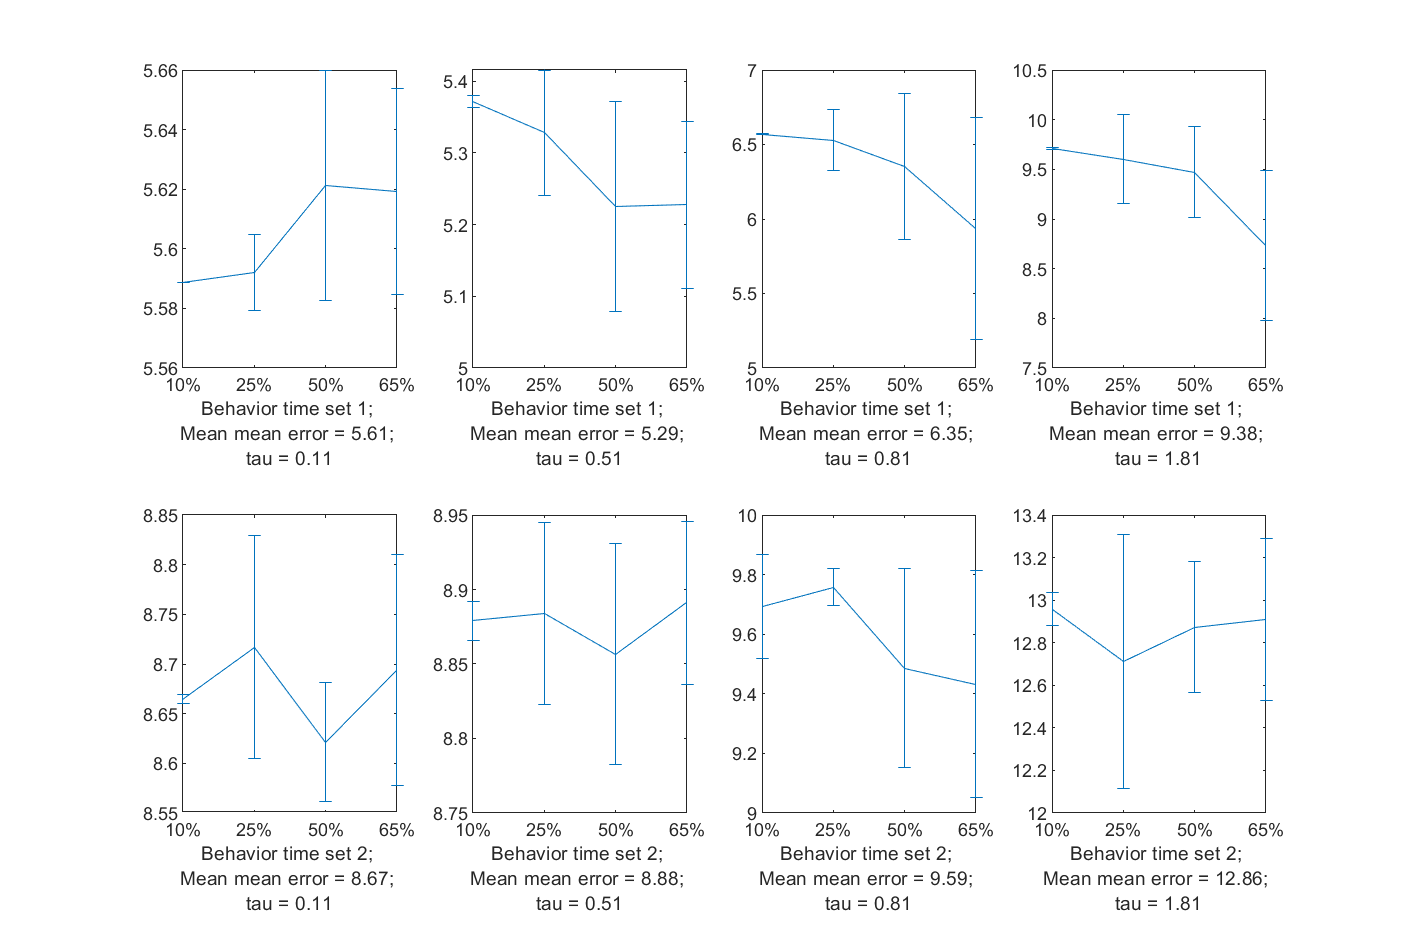 5.66
5.64
5.62
5.6
5.58
5.56
10% 25% 50% 65%
Behavior time set 1;
Mean mean error = 5.61;
tau = 0.11
5.4
5.3
5.2
5.1
5
10% 25% 50% 65%
Behavior time set 1;
Mean mean error = 5.29;
tau = 0.51
7
6.5
6
5.5
5
10% 25% 50% 65%
Behavior time set 1;
Mean mean error = 6.35;
tau = 0.81
10.5
10
9.5
9
8.5
8
7.5
10% 25% 50% 65%
Behavior time set 1;
Mean mean error = 9.38;
tau = 1.81
8.85
8.8
8.75
8.7
8.65
8.6
8.55
10% 25% 50% 65%
Behavior time set 2;
Mean mean error = 8.67;
tau = 0.11
8.95
8.9
8.85
8.8
8.75
10% 25% 50% 65%
Behavior time set 2;
Mean mean error = 8.88;
tau = 0.51
10
9.8
9.6
9.4
9.2
9
10% 25% 50% 65%
Behavior time set 2;
Mean mean error = 9.59;
tau = 0.81
13.4
13.2
13
12.8
12.6
12.4
12.2
12
10% 25% 50% 65%
Behavior time set 2;
Mean mean error = 12.86;
tau = 1.81